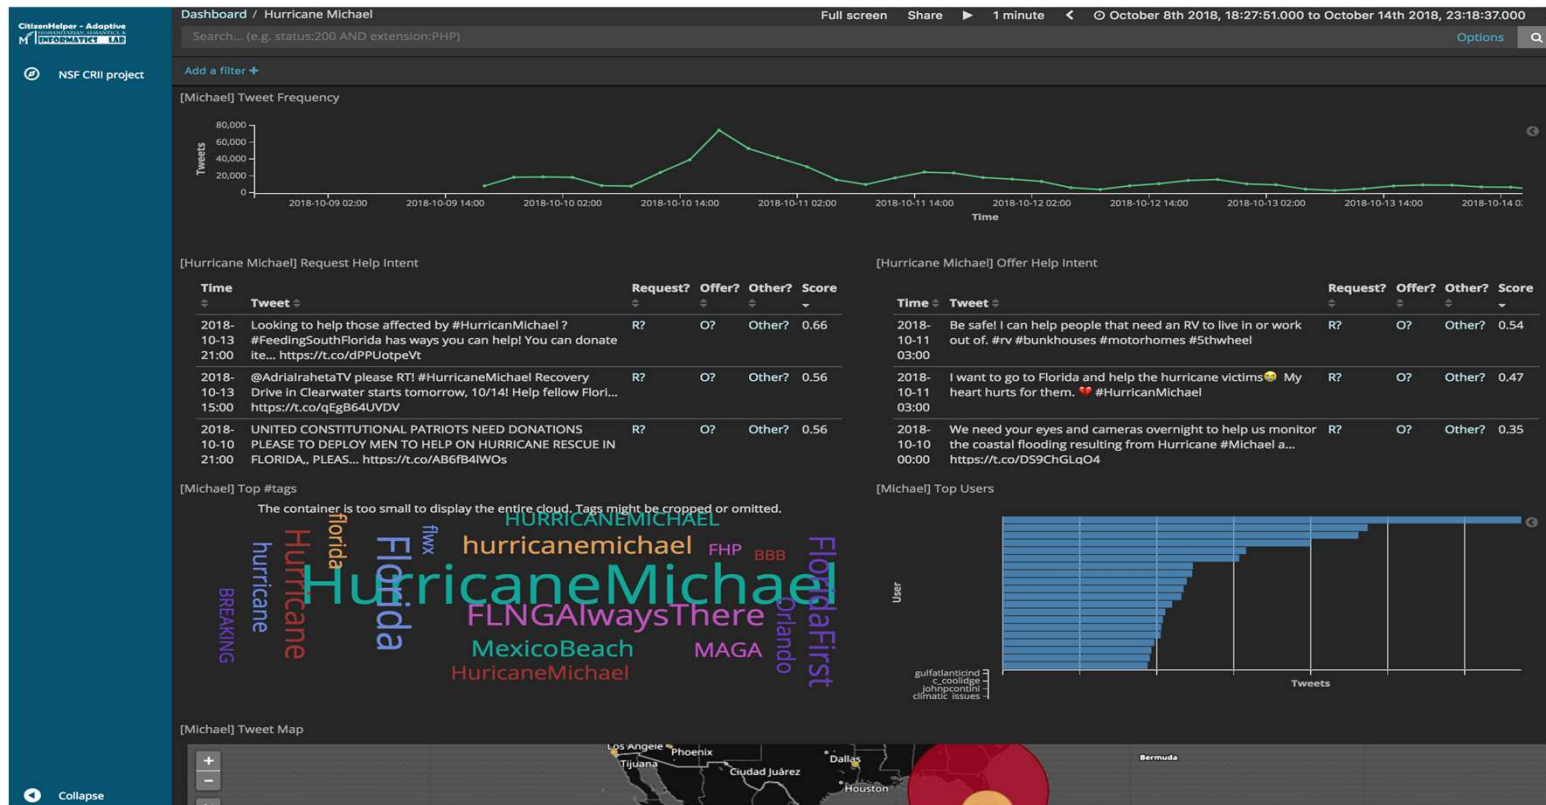 CitizenHelper - Adaptive
HUMANITARIAN, SEMANTICS &
INFORMATICS LAB
NSF CRII project
Collapse
Dashboard / Hurricane Michael
Full screen Share 1 minute October 8th 2018, 18:27:51.000 to October 14th 2018, 23:18:37.000
Search... (e.g. status:200 AND extension:PHP)
Options
Add a filter +
[Michael] Tweet Frequency
80,000
60,000
40,000
20,000
0
Tweets
2018-10-09 02:00 2018-10-09 14:00 2018-10-10 02:00 2018-10-10 14:00 2018-10-11 02:00 2018-10-11 14:00 2018-10-12 02:00 2018-10-12 14:00 2018-10-13 02:00 2018-10-13 14:00 2018-10-14 0
Time
[Hurricane Michael] Request Help Intent
Time Tweet Request? Offer? Other? Score
2018- Looking to help those affected by #HurricanMichael ? R? O? Other? 0.66
10-13 #FeedingSouthFlorida has ways you can help! You can donate
21:00 ite... https://t.co/dPPUotpeVt
2018- @AdriaIrahetaTV please RT! #HurricaneMichael Recovery R? O? Other? 0.56
10-13 Drive in Clearwater starts tomorrow, 10/14! Help fellow Flori...
15:00 https://t.co/qEgB64UVDV
2018- UNITED CONSTITUTIONAL PATRIOTS NEED DONATIONS R? O? Other? 0.56
10-10 PLEASE TO DEPLOY MEN TO HELP ON HURRICANE RESCUE IN
21:00 FLORIDA,, PLEAS... https://t.co/AB6fB4lWOs
[Hurricane Michael] Offer Help Intent
Time Tweet Request? Offer? Other? Score
2018- Be safe! I can help people that need an RV to live in or work R? O? Other? 0.54
10-11 out of. #rv #bunkhouses #motorhomes #5thwheel
03:00
2018- I want to go to Florida and help the hurricane victims😭 My R? O? Other? 0.47
10-11 heart hurts for them. 💔 #HurricanMichael
03:00
2018- We need your eyes and cameras overnight to help us monitor R? O? Other? 0.35
10-10 the coastal flooding resulting from Hurricane #Michael a...
00:00 https://t.co/DS9ChGLqO4
[Michael] Top #tags
The container is too small to display the entire cloud. Tags might be cropped or omitted.
HURRICANEMICHAEL
florida
flwx
hurricanemichael
FHP
BBB
Hurricane
hurricane
Florida
FloridaFirst
HurricaneMichael
FLNGAlwaysThere
BREAKING
Orlando
MexicoBeach
MAGA
HuricaneMichael
[Michael] Top Users
User
gulfatlanticind
c_coolidge
johnpcontini
climatic issues
Tweets
[Michael] Tweet Map
+
−
Los Angele
Phoenix
Tijuana
Ciudad Juárez
Dallas
Houston
Bermuda